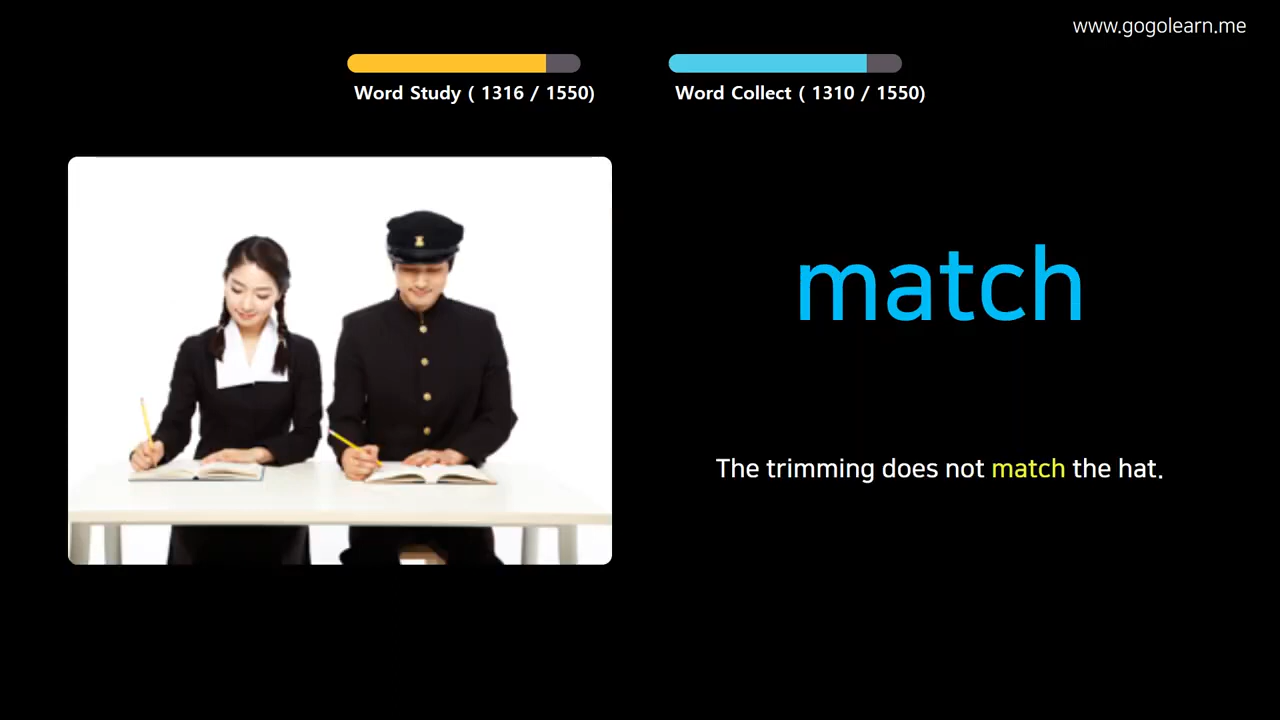 www.gogolearn.me
Word Study ( 1316 / 1550)
Word Collect ( 1310 / 1550)
match
The trimming does not match the hat.